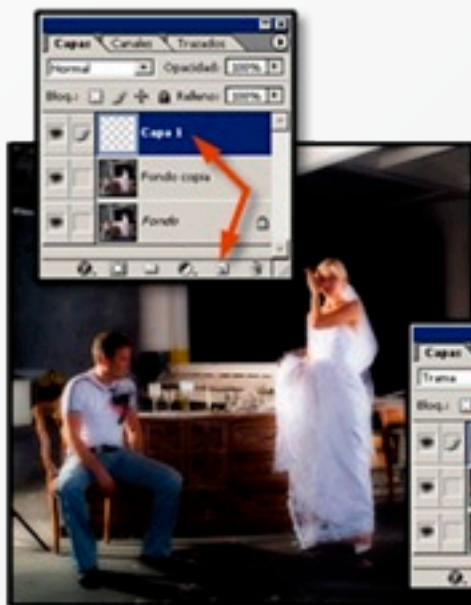 Capas Canales Trazados
Normal Opacidad: 100%
Bloq.: Relleno: 100%
Capa 1
Fondo copia
Fondo
Capas
Trama
Bloq.: